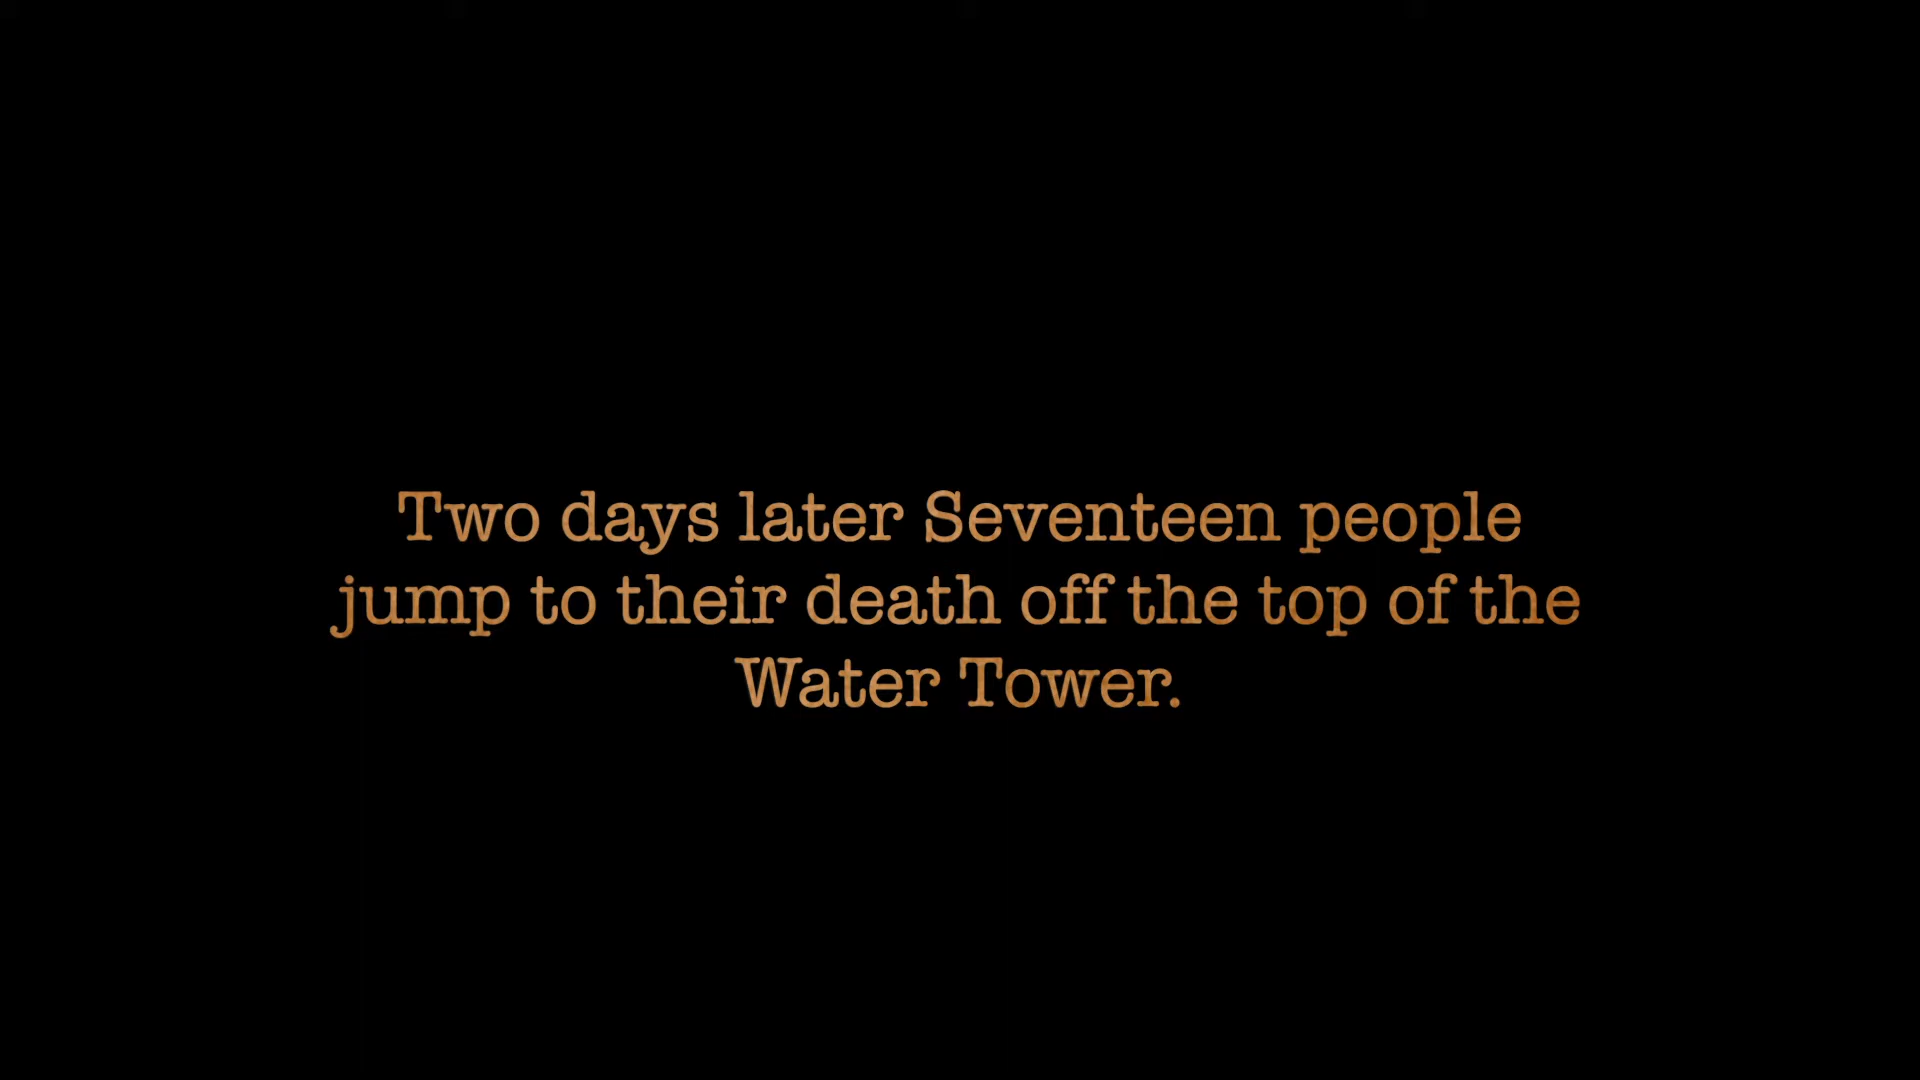 Two days later Seventeen people
jump to their death off the top of the
Water Tower.